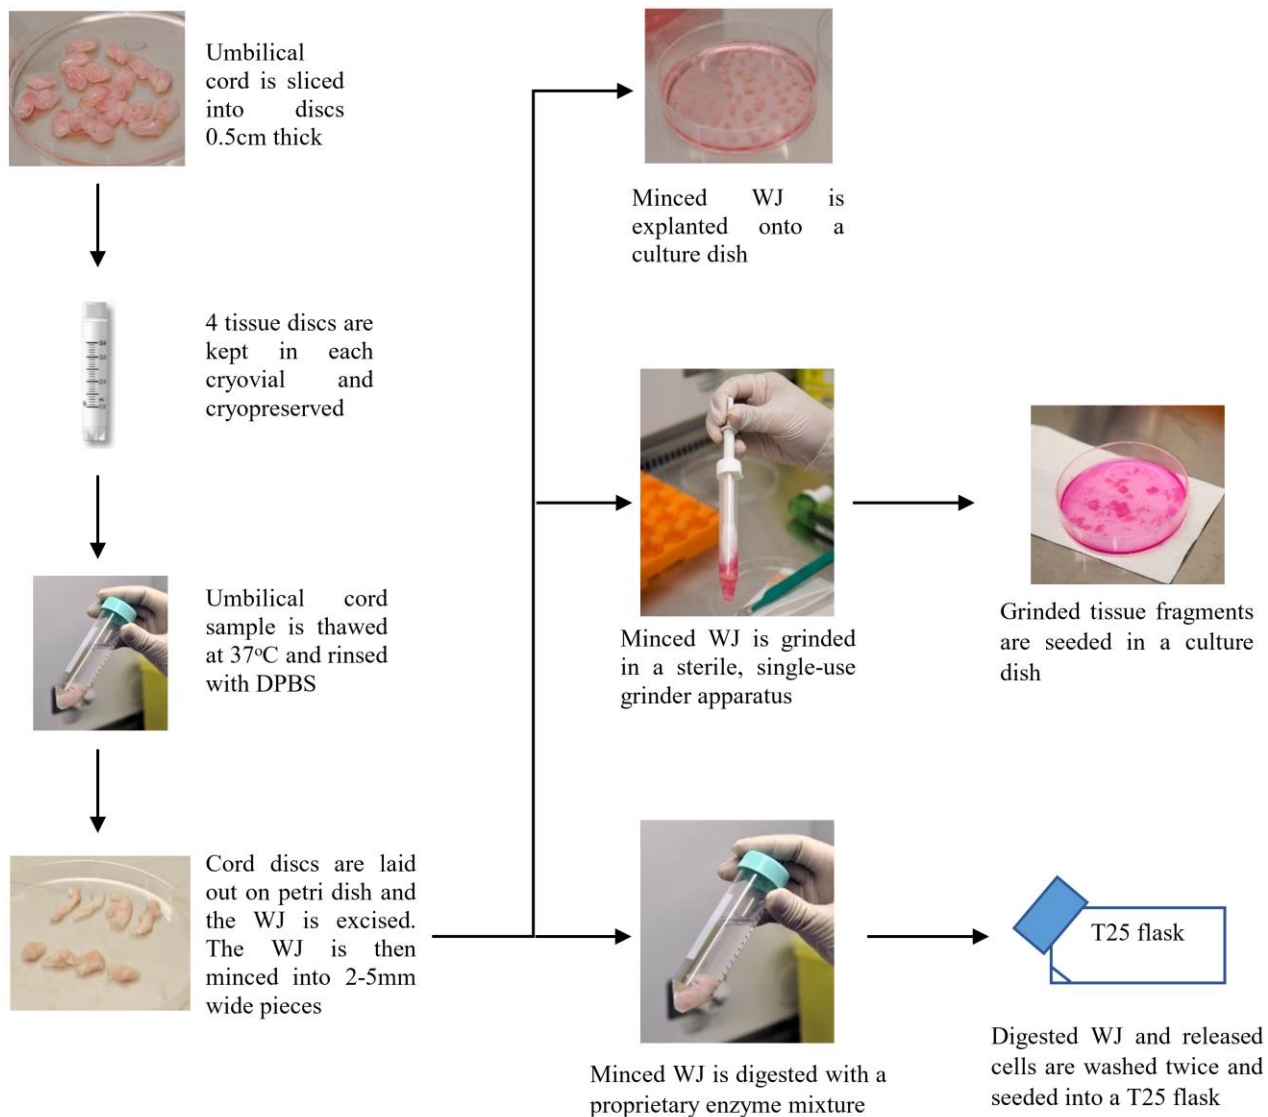 Umbilical
cord is sliced
into discs
0.5cm thick
4 tissue discs are
kept in each
cryovial and
cryopreserved
Umbilical cord
sample is thawed
at 37°C and rinsed
with DPBS
Cord discs are laid
out on petri dish and
the WJ is excised.
The WJ is then
minced into 2-5mm
wide pieces
Minced WJ is
explanted onto a
culture dish
Minced WJ is grinded
in a sterile, single-use
grinder apparatus
Grinded tissue fragments
are seeded in a culture
dish
Minced WJ is digested with a
proprietary enzyme mixture
T25 flask
Digested WJ and released
cells are washed twice and
seeded into a T25 flask